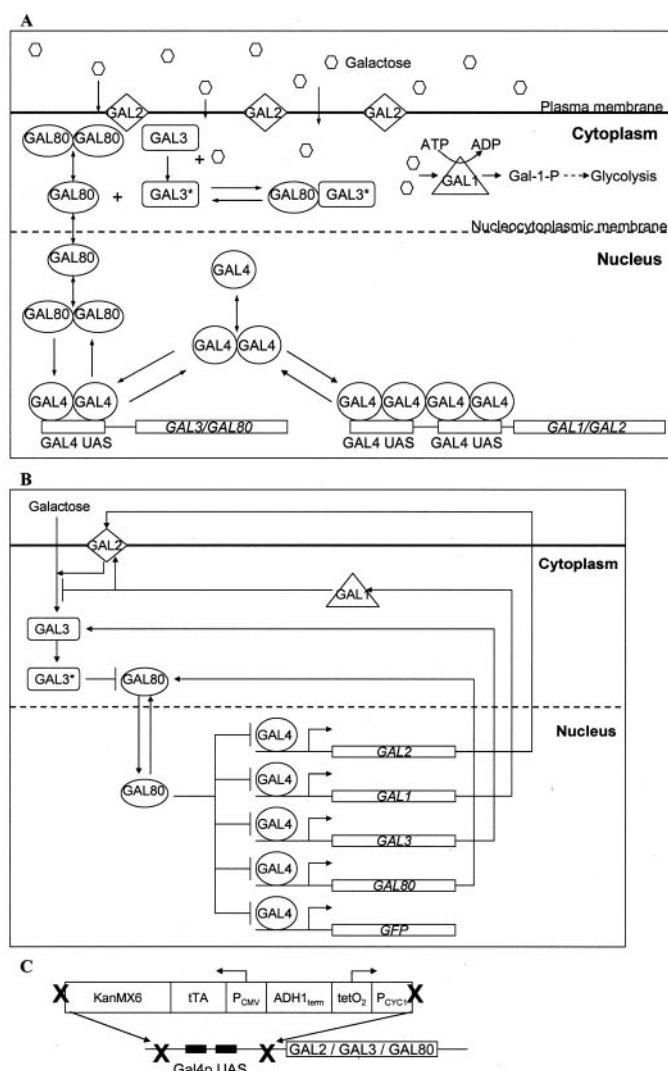 A
Galactose
GAL2 GAL2 GAL2
Plasma membrane
GAL80 GAL80 GAL3
Cytoplasm
+
ATP ADP
GAL80 + GAL3* GAL80 GAL3*
GAL1 Gal-1-P Glycolysis
Nucleocytoplasmic membrane
GAL80
Nucleus
GAL4
GAL80 GAL80
GAL4 GAL4
GAL4 GAL4
GAL4 GAL4 GAL4 GAL4
GAL3/GAL80
GAL1/GAL2
GAL4 UAS
GAL4 UAS GAL4 UAS
B
Galactose
GAL2
Cytoplasm
GAL1
GAL3
GAL3*
GAL80
Nucleus
GAL4
GAL2
GAL80
GAL4
GAL1
GAL4
GAL3
GAL4
GAL80
GAL4
GFP
C
X KanMX6 tTA PCMV ADH1term tetO2 PCYC1 X
X X GAL2 / GAL3 / GAL80
Gal4p UAS